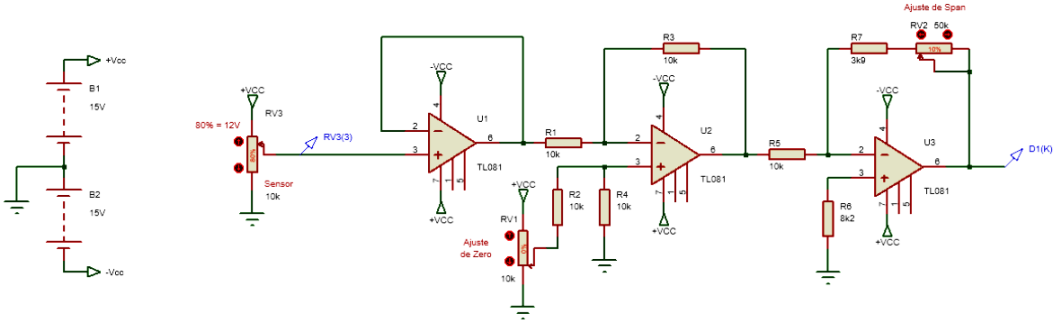 +Vcc
B1
15V
B2
15V
-Vcc
+VCC
RV3
80% = 12V
80%
RV3(3)
Sensor
10k
-VCC
4
U1
2
3
6
7
1
5
TL081
+VCC
R1
10k
R3
10k
R2
10k
R4
10k
+VCC
RV1
Ajuste
de Zero
0%
10k
-VCC
4
U2
2
3
6
7
1
5
TL081
+VCC
R5
10k
Ajuste de Span
RV2
50k
R7
3k9
10%
-VCC
4
U3
2
3
6
7
1
5
TL081
+VCC
R6
8k2
D1(K)